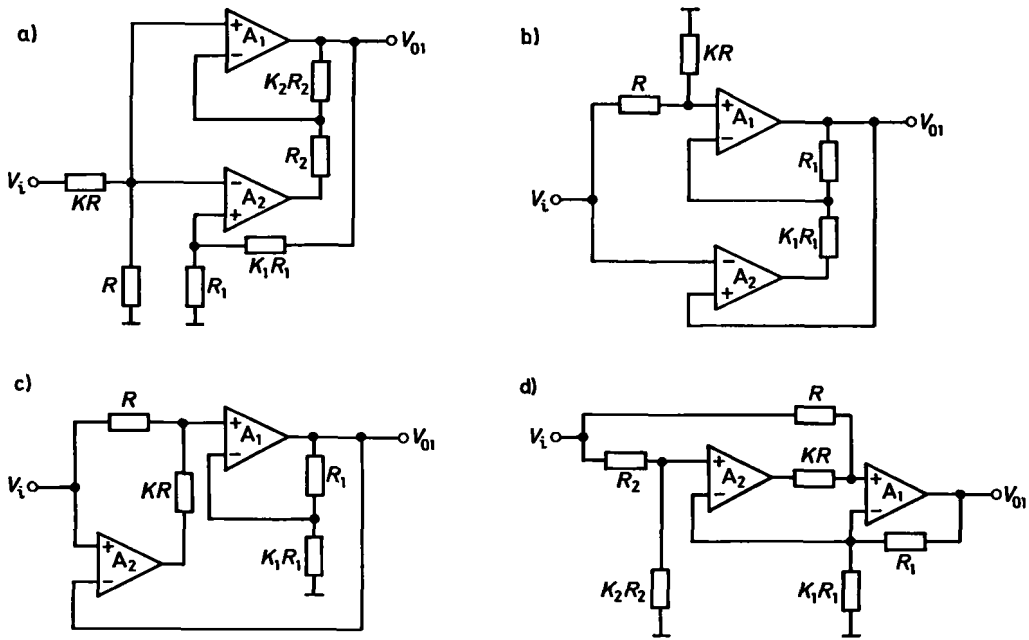 a)
+
A₁
−
V₀₁
K₂R₂
R₂
Vᵢ
KR
−
A₂
+
K₁R₁
R
R₁
b)
KR
R
+
A₁
−
V₀₁
R₁
Vᵢ
K₁R₁
−
A₂
+
c)
R
+
A₁
−
V₀₁
R₁
Vᵢ
KR
K₁R₁
+
A₂
−
d)
R
Vᵢ
R₂
+
A₂
−
KR
+
A₁
−
V₀₁
R₁
K₂R₂
K₁R₁